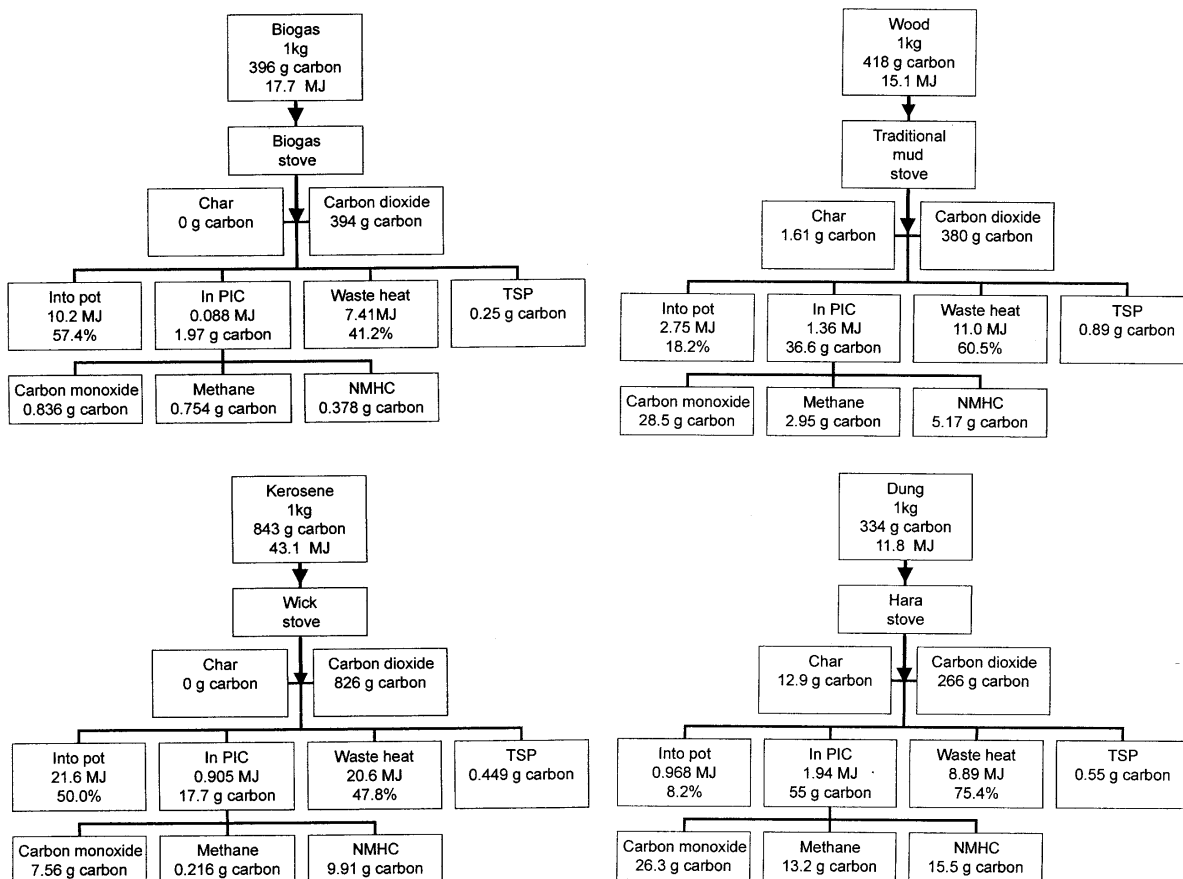 Biogas
1kg
396 g carbon
17.7 MJ
Biogas
stove
Char
0 g carbon
Carbon dioxide
394 g carbon
Into pot
10.2 MJ
57.4%
In PIC
0.088 MJ
1.97 g carbon
Waste heat
7.41MJ
41.2%
TSP
0.25 g carbon
Carbon monoxide
0.836 g carbon
Methane
0.754 g carbon
NMHC
0.378 g carbon
Wood
1kg
418 g carbon
15.1 MJ
Traditional
mud
stove
Char
1.61 g carbon
Carbon dioxide
380 g carbon
Into pot
2.75 MJ
18.2%
In PIC
1.36 MJ
36.6 g carbon
Waste heat
11.0 MJ
60.5%
TSP
0.89 g carbon
Carbon monoxide
28.5 g carbon
Methane
2.95 g carbon
NMHC
5.17 g carbon
Kerosene
1kg
843 g carbon
43.1 MJ
Wick
stove
Char
0 g carbon
Carbon dioxide
826 g carbon
Into pot
21.6 MJ
50.0%
In PIC
0.905 MJ
17.7 g carbon
Waste heat
20.6 MJ
47.8%
TSP
0.449 g carbon
Carbon monoxide
7.56 g carbon
Methane
0.216 g carbon
NMHC
9.91 g carbon
Dung
1kg
334 g carbon
11.8 MJ
Hara
stove
Char
12.9 g carbon
Carbon dioxide
266 g carbon
Into pot
0.968 MJ
8.2%
In PIC
1.94 MJ
55 g carbon
Waste heat
8.89 MJ
75.4%
TSP
0.55 g carbon
Carbon monoxide
26.3 g carbon
Methane
13.2 g carbon
NMHC
15.5 g carbon